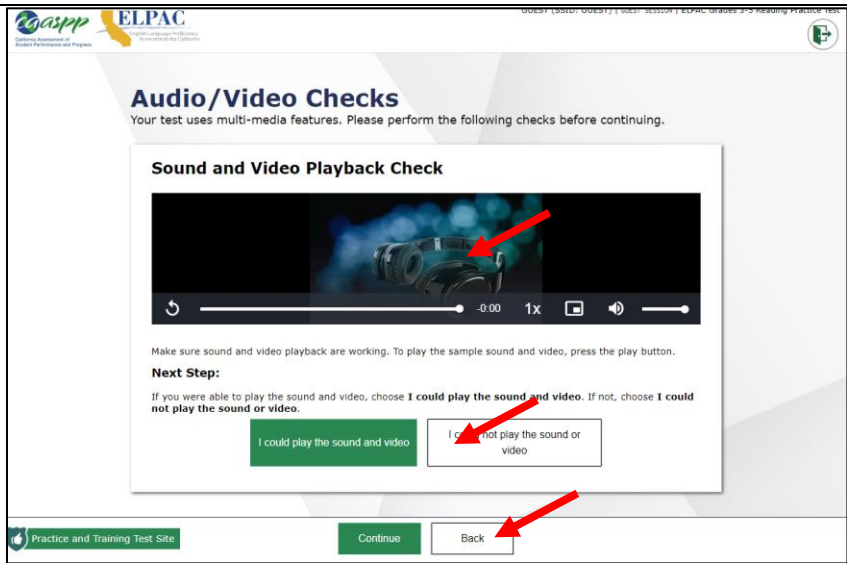 GUEST (SSID: GUEST) | GUEST SESSION | ELPAC Grades 3-5 Reading Practice Test
caaspp
ELPAC
California Assessment of
Student Performance and Progress
English Language Proficiency
Assessments for California
Audio/Video Checks
Your test uses multi-media features. Please perform the following checks before continuing.
Sound and Video Playback Check
-0:00 1x
Make sure sound and video playback are working. To play the sample sound and video, press the play button.
Next Step:
If you were able to play the sound and video, choose I could play the sound and video. If not, choose I could
not play the sound or video.
I could play the sound and video
I could not play the sound or
video
Practice and Training Test Site
Continue
Back